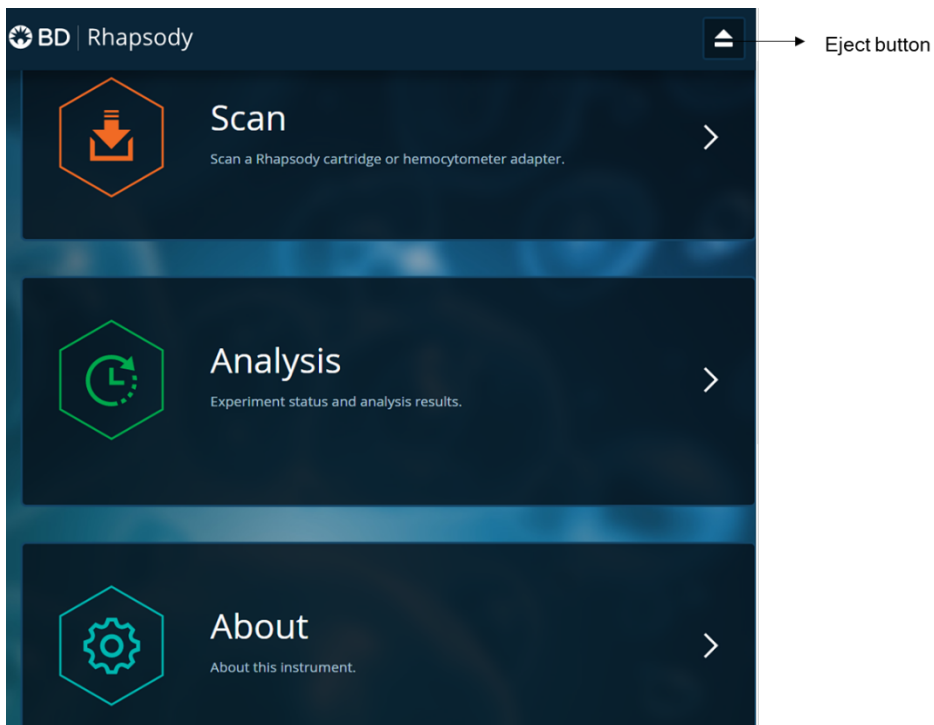 BD Rhapsody
Eject button
Scan
Scan a Rhapsody cartridge or hemocytometer adapter.
Analysis
Experiment status and analysis results.
About
About this instrument.